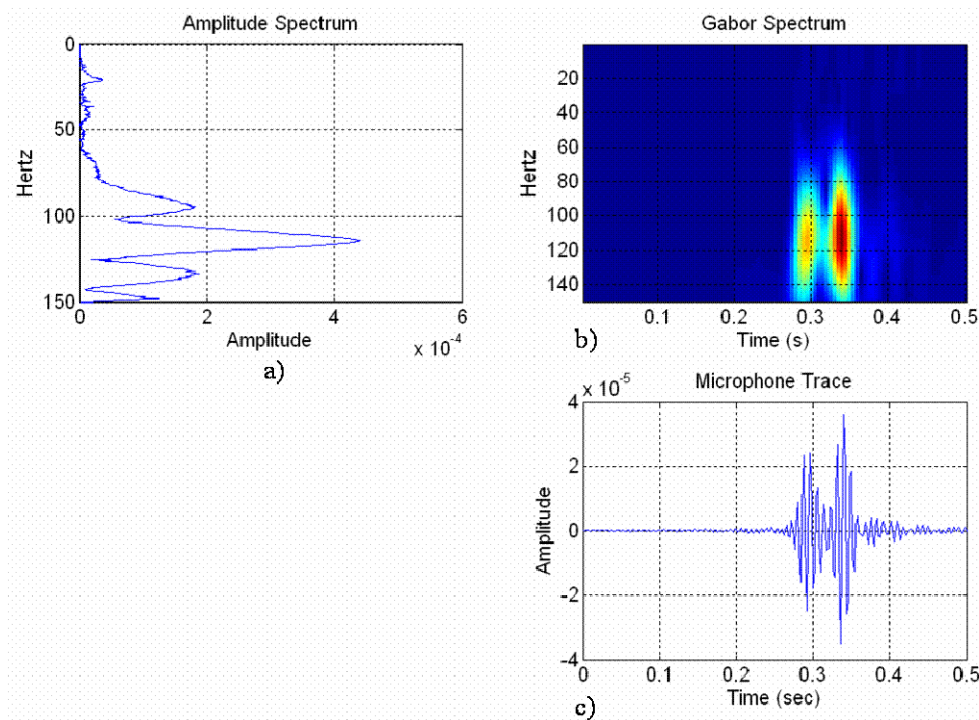 Amplitude Spectrum
0
50
100
150
Hertz
0 2 4 6
x 10^-4
Amplitude
a)
Gabor Spectrum
20
40
60
80
100
120
140
Hertz
0.1 0.2 0.3 0.4 0.5
Time (s)
b)
Microphone Trace
x 10^-5
4
2
0
-2
-4
Amplitude
0 0.1 0.2 0.3 0.4 0.5
Time (sec)
c)